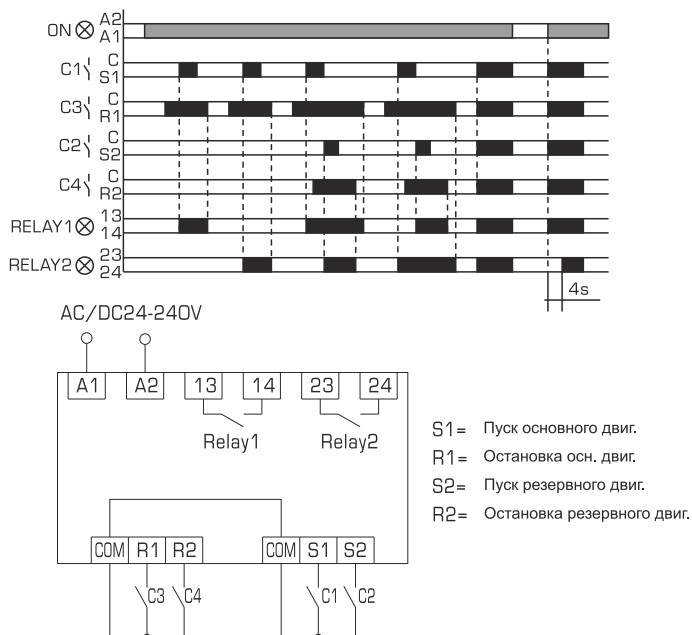 ON A2
A1
C1 C
S1
C3 C
R1
C2 C
S2
C4 C
R2
RELAY1 13
14
RELAY2 23
24
4s
AC/DC24-240V
A1 A2 13 14 23 24
Relay1 Relay2
COM R1 R2 COM S1 S2
C3 C4 C1 C2
S1= Пуск основного двиг.
R1= Остановка осн. двиг.
S2= Пуск резервного двиг.
R2= Остановка резервного двиг.